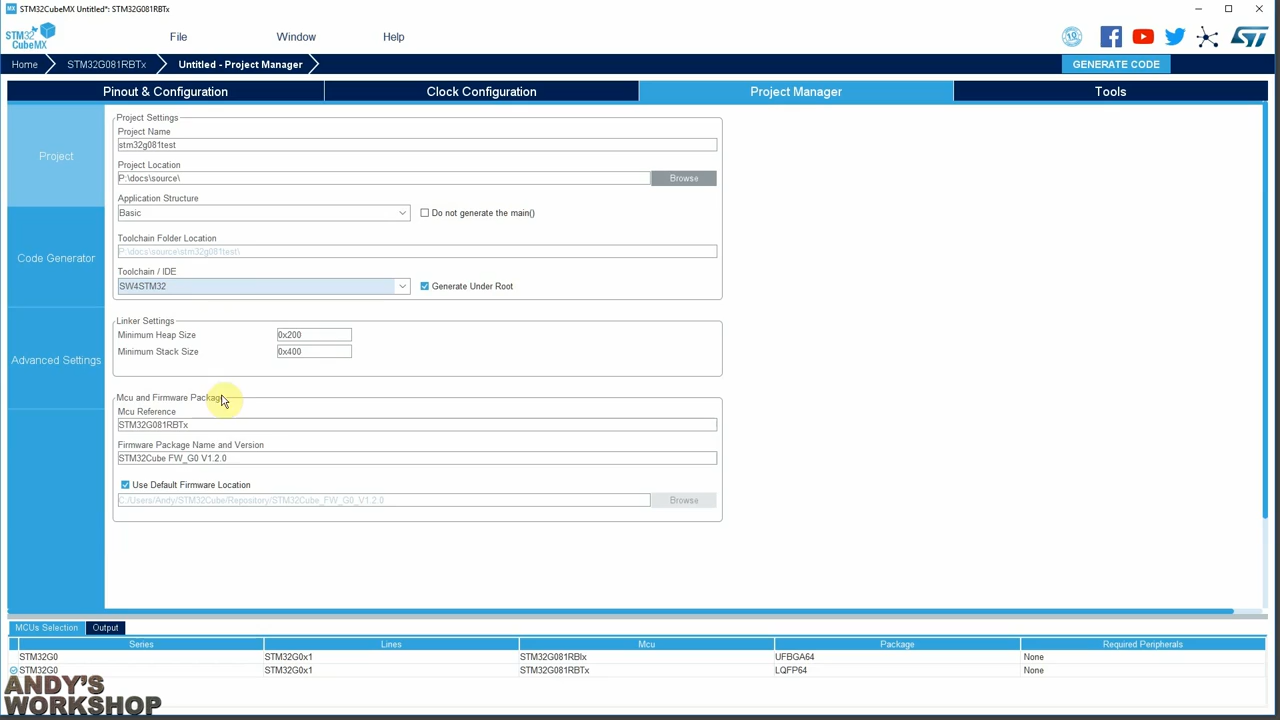 MX STM32CubeMX Untitled*: STM32G081RBTx
STM32
CubeMX
File
Window
Help
10
ST
Home
STM32G081RBTx
Untitled - Project Manager
GENERATE CODE
Pinout & Configuration
Clock Configuration
Project Manager
Tools
Project
Code Generator
Advanced Settings
Project Settings
Project Name
stm32g081test
Project Location
P:\docs\source\
Browse
Application Structure
Basic
Do not generate the main()
Toolchain Folder Location
P:\docs\source\stm32g081test\
Toolchain / IDE
SW4STM32
Generate Under Root
Linker Settings
Minimum Heap Size
0x200
Minimum Stack Size
0x400
Mcu and Firmware Package
Mcu Reference
STM32G081RBTx
Firmware Package Name and Version
STM32Cube FW_G0 V1.2.0
Use Default Firmware Location
C:/Users/Andy/STM32Cube/Repository/STM32Cube_FW_G0_V1.2.0
Browse
MCUs Selection
Output
Series
Lines
Mcu
Package
Required Peripherals
STM32G0
STM32G0x1
STM32G081RBIx
UFBGA64
None
STM32G0
STM32G0x1
STM32G081RBTx
LQFP64
None
ANDY'S
WORKSHOP